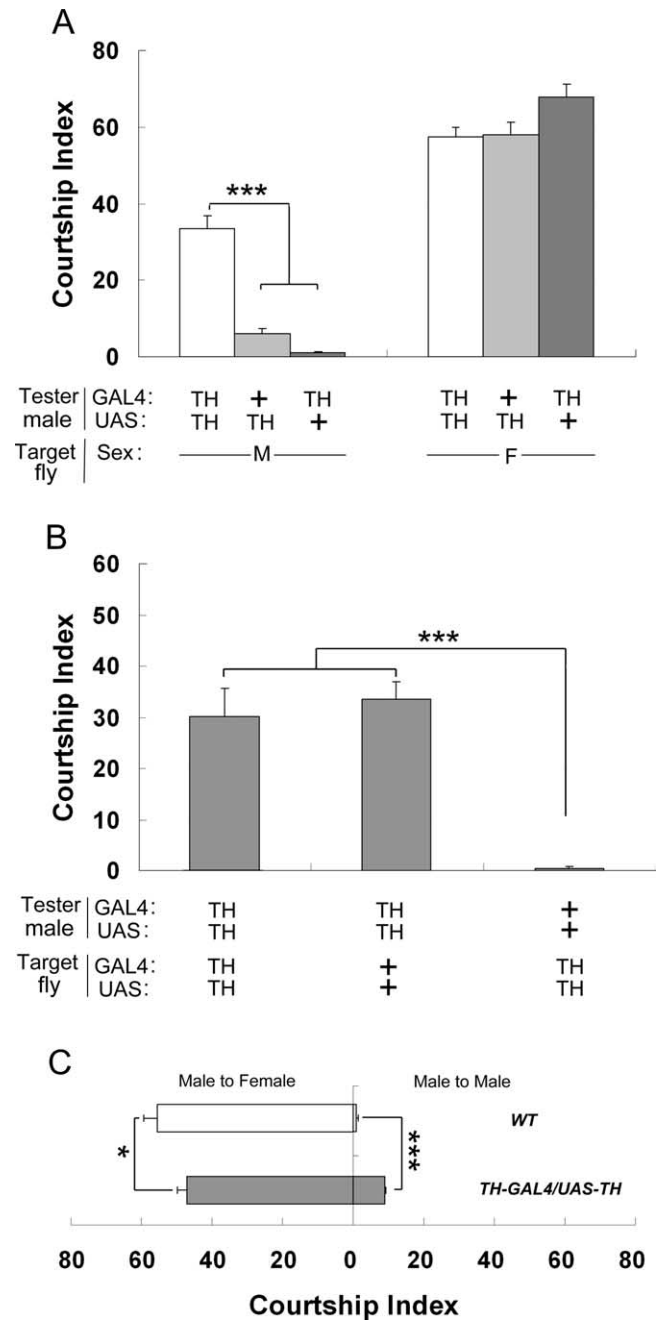 A
80
60
40
20
0
Courtship Index
***
Tester male GAL4: TH + TH TH + TH
UAS: TH TH + TH TH +
Target fly Sex: M F
B
60
50
40
30
20
10
0
Courtship Index
***
Tester male GAL4: TH TH +
UAS: TH TH +
Target fly GAL4: TH + TH
UAS: TH + TH
C
Male to Female Male to Male
WT
* ***
TH-GAL4/UAS-TH
80 60 40 20 0 20 40 60 80
Courtship Index